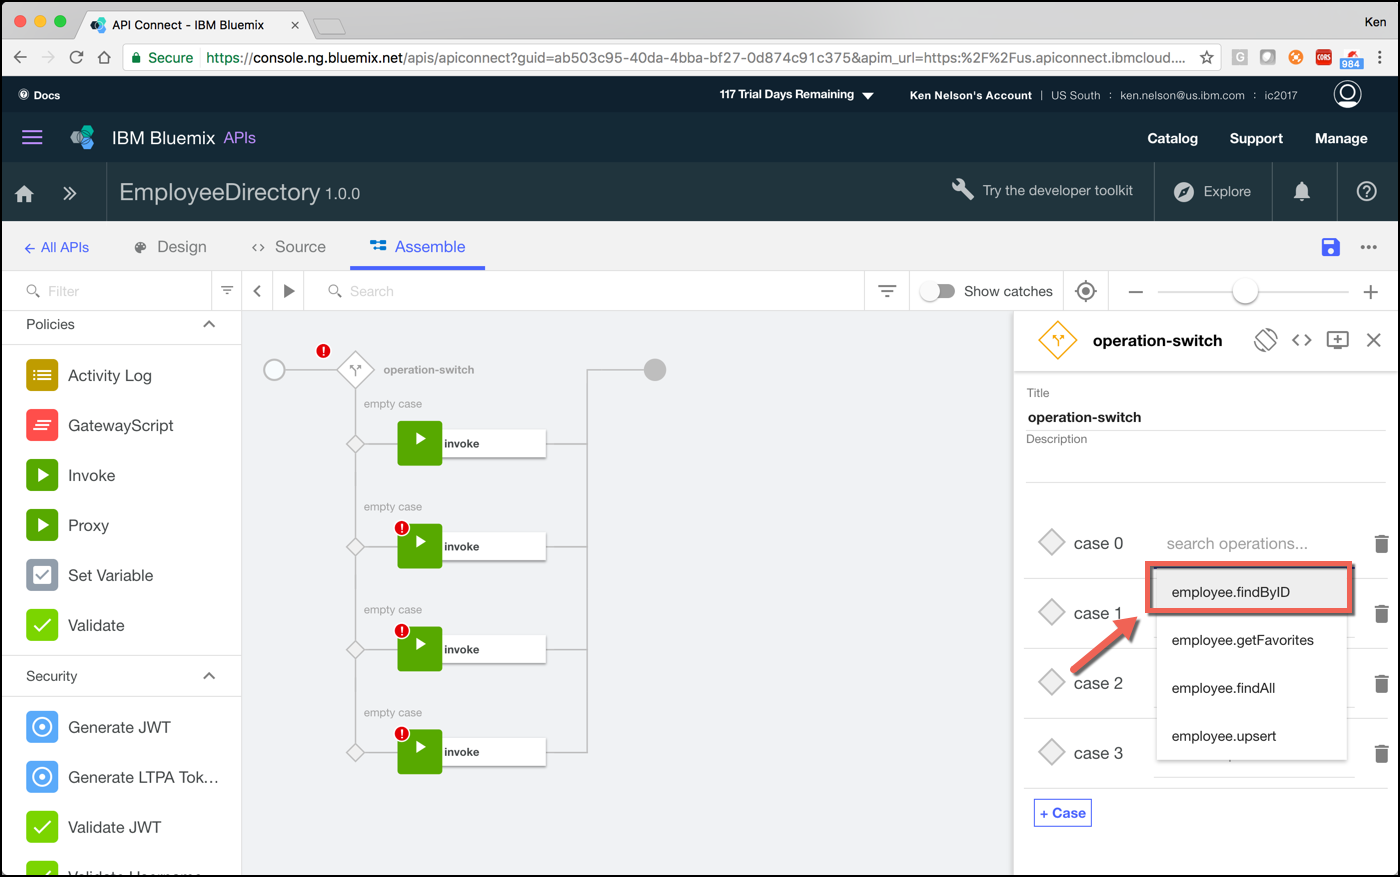 API Connect - IBM Bluemix
Ken
Secure
https://console.ng.bluemix.net/apis/apiconnect?guid=ab503c95-40da-4bba-bf27-0d874c91c375&apim_url=https:%2F%2Fus.apiconnect.ibmcloud....
G
CORS
984
Docs
117 Trial Days Remaining
Ken Nelson's Account | US South : ken.nelson@us.ibm.com : ic2017
IBM Bluemix APIs
Catalog
Support
Manage
EmployeeDirectory 1.0.0
Try the developer toolkit
Explore
All APIs
Design
Source
Assemble
Filter
Search
Show catches
Policies
Activity Log
GatewayScript
Invoke
Proxy
Set Variable
Validate
Security
Generate JWT
Generate LTPA Tok...
Validate JWT
operation-switch
empty case
invoke
empty case
invoke
empty case
invoke
empty case
invoke
operation-switch
Title
operation-switch
Description
case 0
search operations...
employee.findByID
case 1
employee.getFavorites
case 2
employee.findAll
employee.upsert
case 3
+ Case